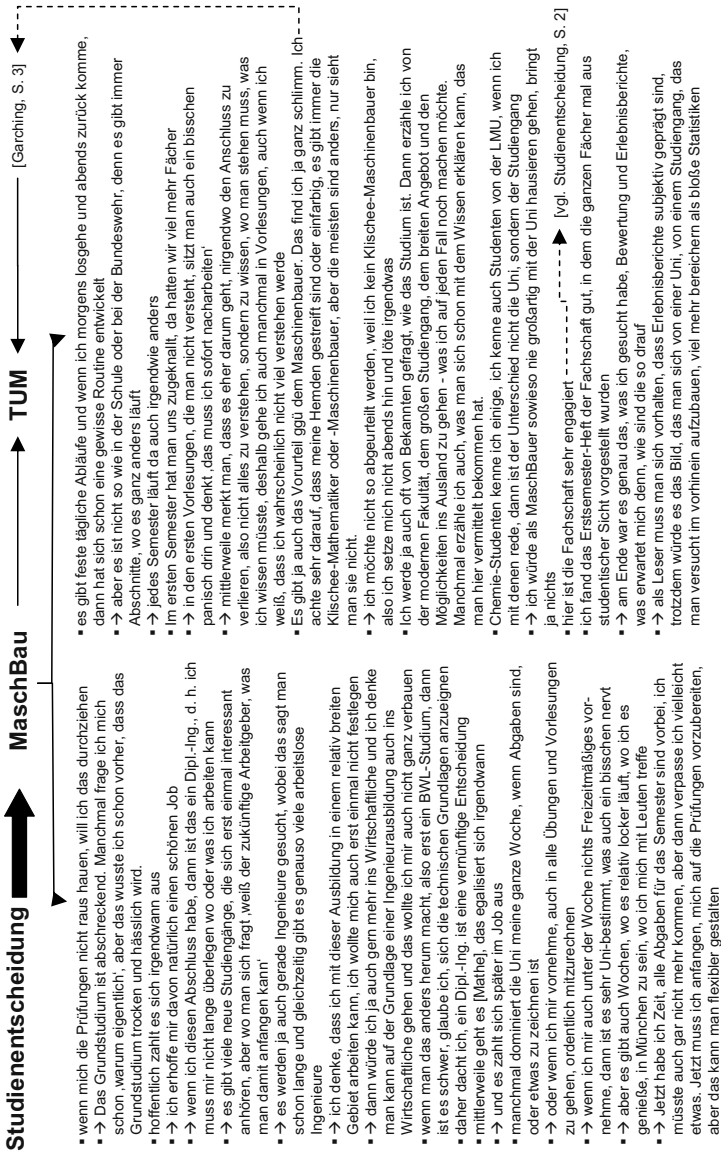 Studienentscheidung MaschBau TUM [Garching, S. 3]
▪ wenn mich die Prüfungen nicht raus hauen, will ich das durchziehen
▪ → Das Grundstudium ist abschreckend. Manchmal frage ich mich
schon ‚warum eigentlich', aber das wusste ich schon vorher, dass das
Grundstudium trocken und hässlich wird.
▪ hoffentlich zahlt es sich irgendwann aus
▪ → ich erhoffe mir davon natürlich einen schönen Job
▪ → wenn ich diesen Abschluss habe, dann ist das ein Dipl.-Ing., d. h. ich
muss mir nicht lange überlegen wo oder was ich arbeiten kann
▪ → es gibt viele neue Studiengänge, die sich erst einmal interessant
anhören, aber wo man sich fragt ‚weiß der zukünftige Arbeitgeber, was
man damit anfangen kann'
▪ → es werden ja auch gerade Ingenieure gesucht, wobei das sagt man
schon lange und gleichzeitig gibt es genauso viele arbeitslose
Ingenieure
▪ → ich denke, dass ich mit dieser Ausbildung in einem relativ breiten
Gebiet arbeiten kann, ich wollte mich auch erst einmal nicht festlegen
▪ → dann würde ich ja auch gern mehr ins Wirtschaftliche und ich denke
man kann auf der Grundlage einer Ingenieurausbildung auch ins
Wirtschaftliche gehen und das wollte ich mir auch nicht ganz verbauen
▪ wenn man das anders herum macht, also erst ein BWL-Studium, dann
ist es schwer, glaube ich, sich die technischen Grundlagen anzueignen
▪ daher dacht ich, ein Dipl.-Ing. ist eine vernünftige Entscheidung
▪ mittlerweile geht es [Mathe], das egalisiert sich irgendwann
▪ → und es zahlt sich später im Job aus
▪ manchmal dominiert die Uni meine ganze Woche, wenn Abgaben sind,
oder etwas zu zeichnen ist
▪ → oder wenn ich mir vornehme, auch in alle Übungen und Vorlesungen
zu gehen, ordentlich mitzurechnen
▪ → wenn ich mir auch unter der Woche nichts Freizeitmäßiges vor-
nehme, dann ist es sehr Uni-bestimmt, was auch ein bisschen nervt
▪ → aber es gibt auch Wochen, wo es relativ locker läuft, wo ich es
genieße, in München zu sein, wo ich mich mit Leuten treffe
▪ → Jetzt habe ich Zeit, alle Abgaben für das Semester sind vorbei, ich
müsste auch gar nicht mehr kommen, aber dann verpasse ich vielleicht
etwas. Jetzt muss ich anfangen, mich auf die Prüfungen vorzubereiten,
aber das kann man flexibler gestalten
▪ es gibt feste tägliche Abläufe und wenn ich morgens losgehe und abends zurück komme,
dann hat sich schon eine gewisse Routine entwickelt
▪ → aber es ist nicht so wie in der Schule oder bei der Bundeswehr, denn es gibt immer
Abschnitte, wo es ganz anders läuft
▪ → jedes Semester läuft da auch irgendwie anders
▪ Im ersten Semester hat man uns zugeknallt, da hatten wir viel mehr Fächer
▪ → in den ersten Vorlesungen, die man nicht versteht, sitzt man auch ein bisschen
panisch drin und denkt ‚das muss ich sofort nacharbeiten'
▪ → mittlerweile merkt man, dass es eher darum geht, nirgendwo den Anschluss zu
verlieren, also nicht alles zu verstehen, sondern zu wissen, wo man stehen muss, was
ich wissen müsste, deshalb gehe ich auch manchmal in Vorlesungen, auch wenn ich
weiß, dass ich wahrscheinlich nicht viel verstehen werde
▪ Es gibt ja auch das Vorurteil ggü dem Maschinenbauer. Das find ich ja ganz schlimm. Ich
achte sehr darauf, dass meine Hemden gestreift sind oder einfarbig, es gibt immer die
Klischee-Mathematiker oder -Maschinenbauer, aber die meisten sind anders, nur sieht
man sie nicht.
▪ → ich möchte nicht so abgeurteilt werden, weil ich kein Klischee-Maschinenbauer bin,
also ich setze mich nicht abends hin und löte irgendwas
▪ Ich werde ja auch oft von Bekannten gefragt, wie das Studium ist. Dann erzähle ich von
der modernen Fakultät, dem großen Studiengang, dem breiten Angebot und den
Möglichkeiten ins Ausland zu gehen - was ich auf jeden Fall noch machen möchte.
Manchmal erzähle ich auch, was man sich schon mit dem Wissen erklären kann, das
man hier vermittelt bekommen hat.
▪ Chemie-Studenten kenne ich einige, ich kenne auch Studenten von der LMU, wenn ich
mit denen rede, dann ist der Unterschied nicht die Uni, sondern der Studiengang
▪ → ich würde als MaschBauer sowieso nie großartig mit der Uni hausieren gehen, bringt
ja nichts
▪ hier ist die Fachschaft sehr engagiert [vgl. Studienentscheidung, S. 2]
▪ ich fand das Erstsemester-Heft der Fachschaft gut, in dem die ganzen Fächer mal aus
studentischer Sicht vorgestellt wurden
▪ → am Ende war es genau das, was ich gesucht habe, Bewertung und Erlebnisberichte,
was erwartet mich denn, wie sind die so drauf
▪ → als Leser muss man sich vorhalten, dass Erlebnisberichte subjektiv geprägt sind,
trotzdem würde es das Bild, das man sich von einer Uni, von einem Studiengang, das
man versucht im vorhinein aufzubauen, viel mehr bereichern als bloße Statistiken